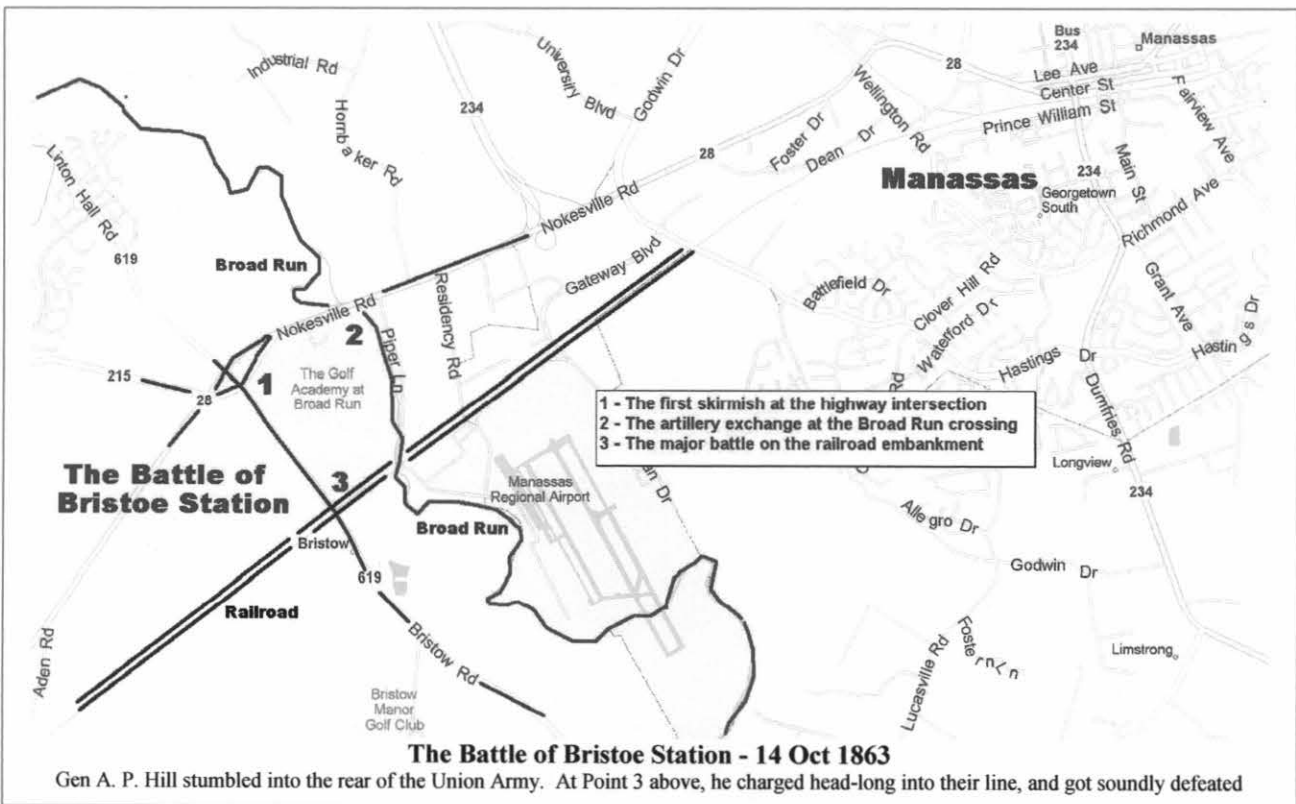 Bus
234
Manassas
Industrial Rd
University Blvd
Godwin Dr
28
Lee Ave
Center St
Prince William St
Fairview Ave
Hornbaker Rd
234
Wellington Rd
Foster Dr
Dean Dr
28
Linton Hall Rd
Manassas
234
Main St
Georgetown
South
Richmond Ave
Nokesville Rd
619
Broad Run
Gateway Blvd
Residency Rd
Battlefield Dr
Clover Hill Rd
Waterford Dr
Grant Ave
Hastings Dr
Nokesville Rd
2
Piper Ln
Hastings Dr
215
1
28
The Golf
Academy at
Broad Run
Rd
Dumfries Rd
1 - The first skirmish at the highway intersection
2 - The artillery exchange at the Broad Run crossing
3 - The major battle on the railroad embankment
The Battle of
Bristoe Station
3
Manassas
Regional Airport
an Dr
Longview
234
Broad Run
Bristow
Allegro Dr
619
Godwin Dr
Railroad
Aden Rd
Bristow Rd
Lucasville Rd
Foster
Limstrong
Bristow
Manor
Golf Club
The Battle of Bristoe Station - 14 Oct 1863
Gen A. P. Hill stumbled into the rear of the Union Army. At Point 3 above, he charged head-long into their line, and got soundly defeated